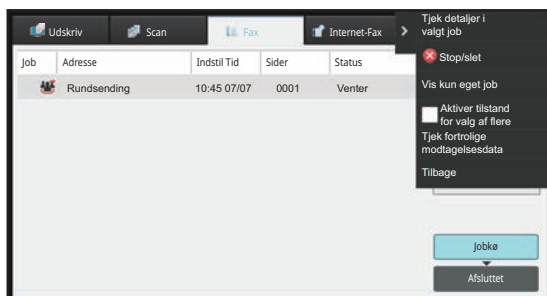 Udskriv
Scan
Fax
Internet-Fax
Job
Adresse
Indstil Tid
Sider
Status
Rundsending
10:45 07/07
0001
Venter
Tjek detaljer i
valgt job
Stop/slet
Vis kun eget job
Aktiver tilstand
for valg af flere
Tjek fortrolige
modtagelsesdata
Tilbage
Jobkø
Afsluttet